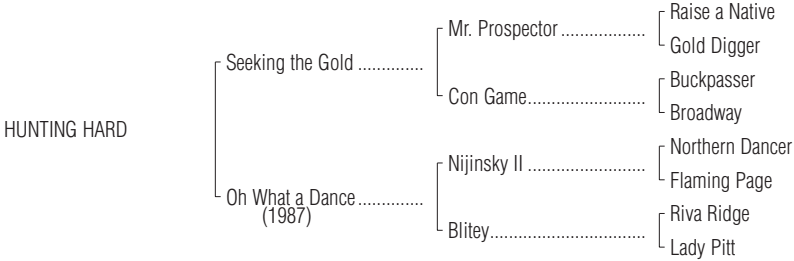 Raise a Native
Mr. Prospector ...................
Gold Digger
Seeking the Gold ..............
Buckpasser
Con Game..........................
Broadway
HUNTING HARD
Northern Dancer
Nijinsky II ..........................
Flaming Page
Oh What a Dance ..............
(1987)
Riva Ridge
Blitey..................................
Lady Pitt